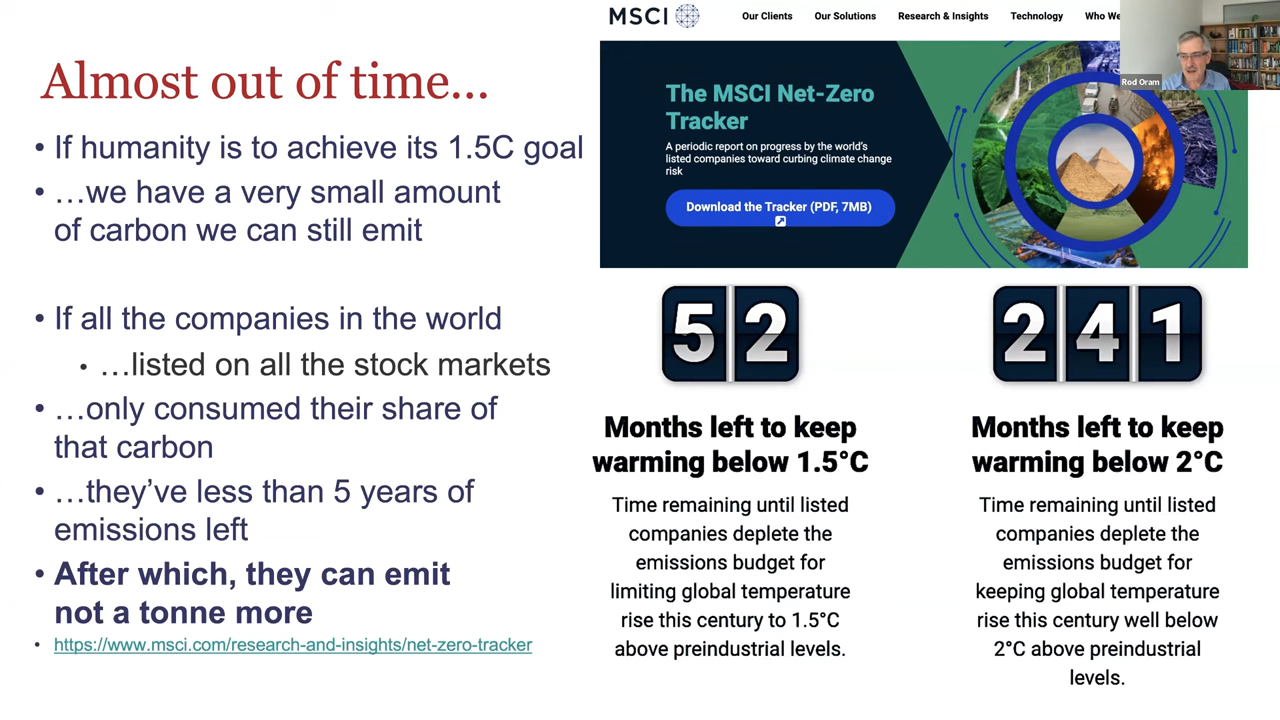 Almost out of time...
• If humanity is to achieve its 1.5C goal
• …we have a very small amount
of carbon we can still emit
• If all the companies in the world
• …listed on all the stock markets
• …only consumed their share of
that carbon
• …they’ve less than 5 years of
emissions left
• After which, they can emit
not a tonne more
• https://www.msci.com/research-and-insights/net-zero-tracker
MSCI
Our Clients Our Solutions Research & Insights Technology Who We
Rod Oram
The MSCI Net-Zero
Tracker
A periodic report on progress by the world’s
listed companies toward curbing climate change
risk
Download the Tracker (PDF, 7MB)
52
Months left to keep
warming below 1.5°C
Time remaining until listed
companies deplete the
emissions budget for
limiting global temperature
rise this century to 1.5°C
above preindustrial levels.
241
Months left to keep
warming below 2°C
Time remaining until listed
companies deplete the
emissions budget for
keeping global temperature
rise this century well below
2°C above preindustrial
levels.